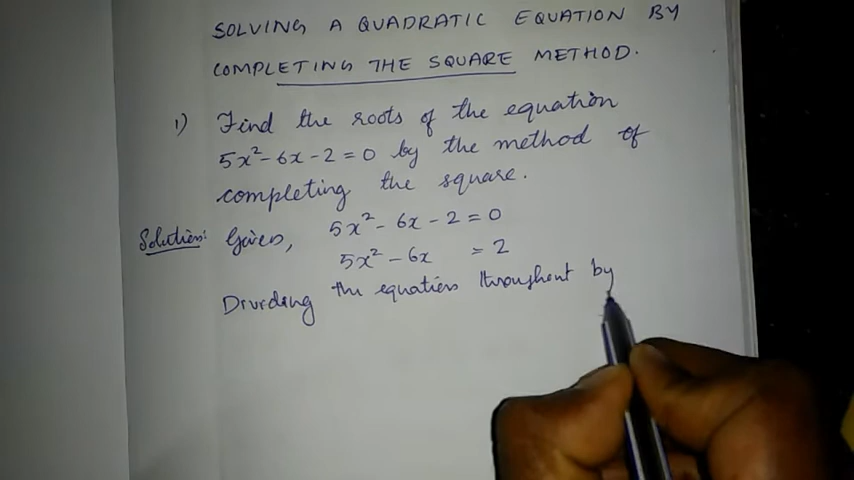 SOLVING A QUADRATIC EQUATION BY
COMPLETING THE SQUARE METHOD.
1) Find the roots of the equation
5x² - 6x - 2 = 0 by the method of
completing the square.
Solution: Given, 5x² - 6x - 2 = 0
5x² - 6x = 2
Dividing the equation throughout by